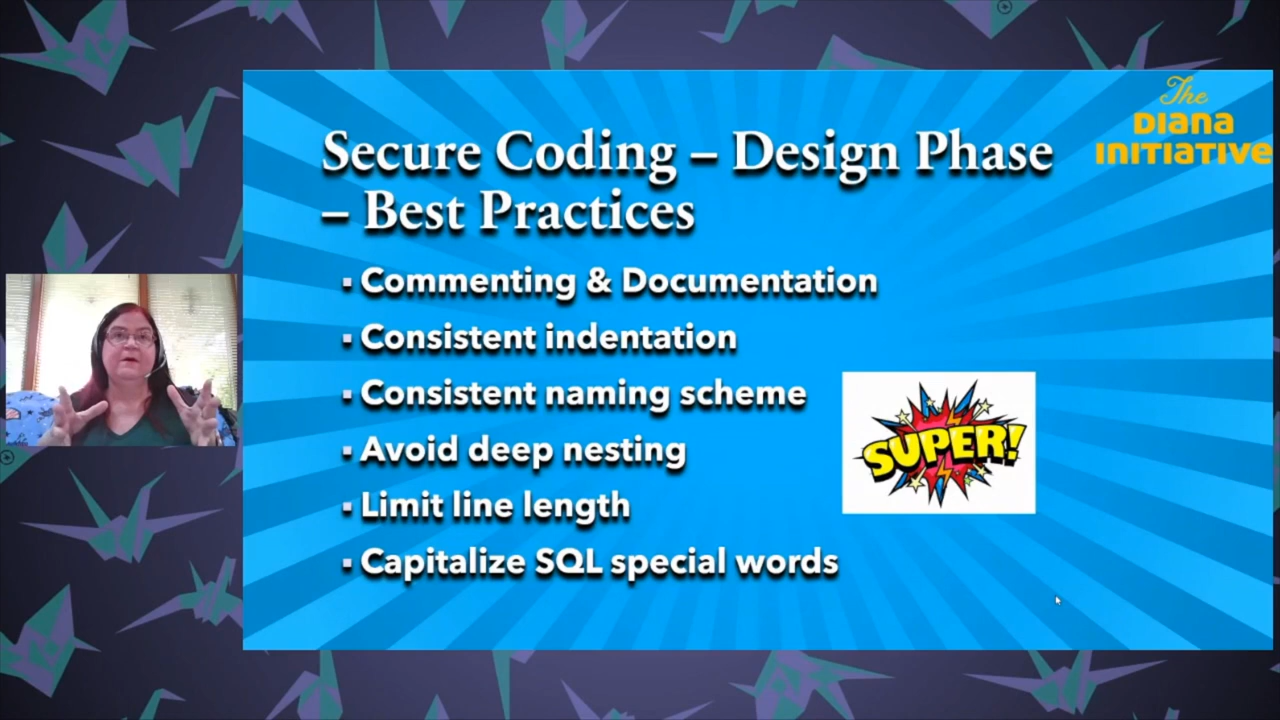 The
DIANA
INITIATIVE
Secure Coding – Design Phase
– Best Practices
▪ Commenting & Documentation
▪ Consistent indentation
▪ Consistent naming scheme
▪ Avoid deep nesting
▪ Limit line length
▪ Capitalize SQL special words
SUPER!